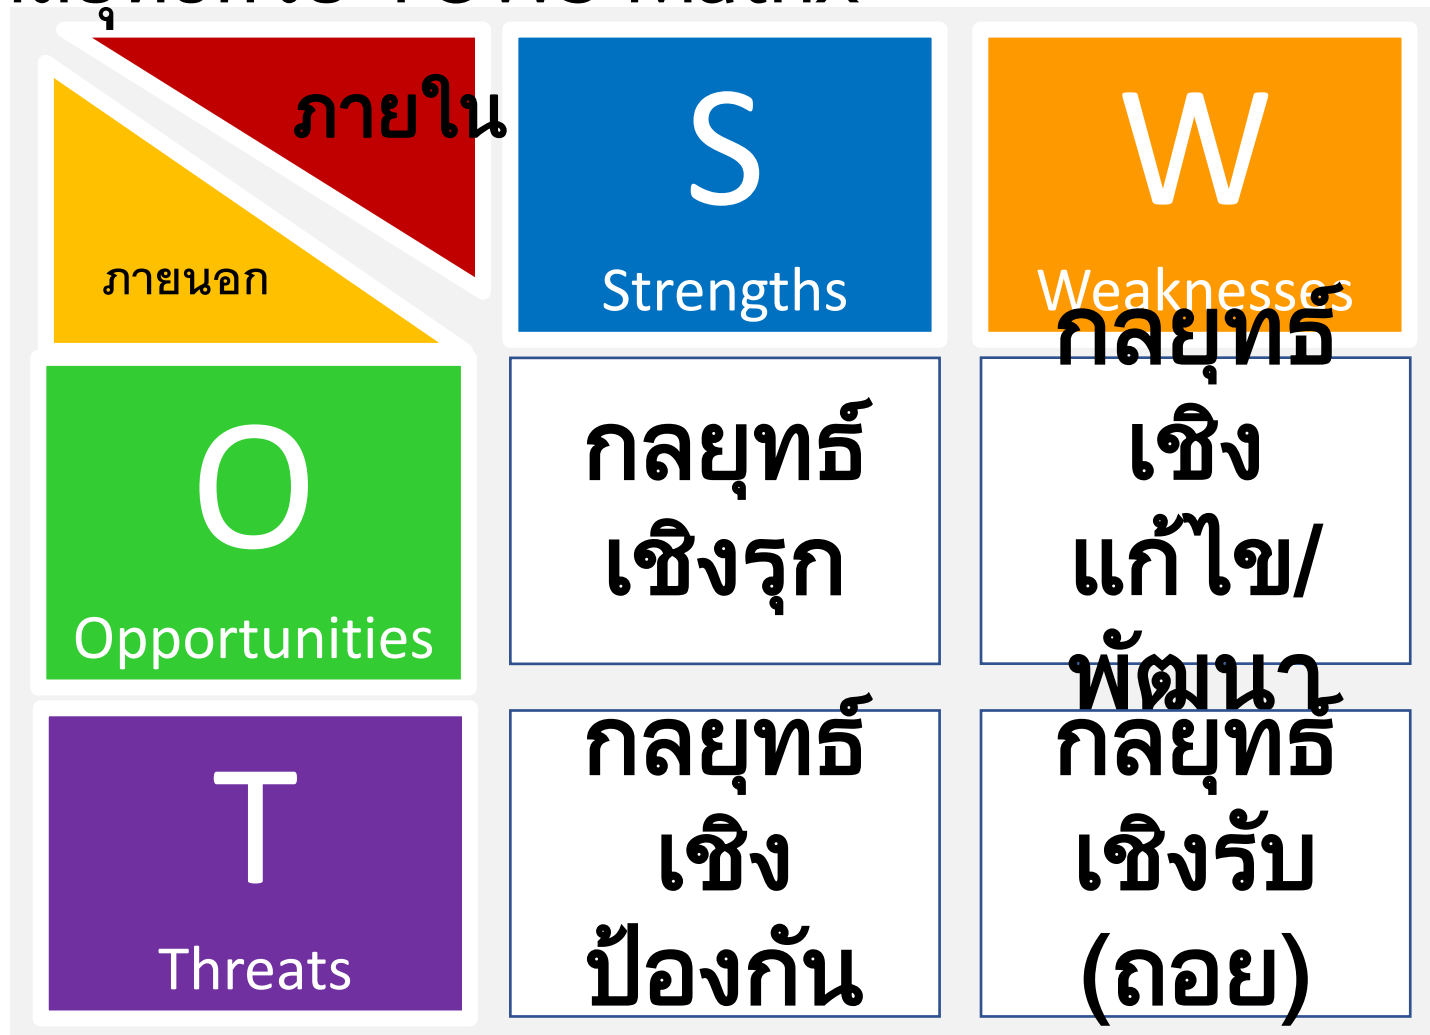 TOWS Matrix
ภายใน
ภายนอก
S
Strengths
W
Weaknesses
O
Opportunities
กลยุทธ์
เชิงรุก
กลยุทธ์
เชิง
แก้ไข/
พัฒนา
T
Threats
กลยุทธ์
เชิง
ป้องกัน
กลยุทธ์
เชิงรับ
(ถอย)